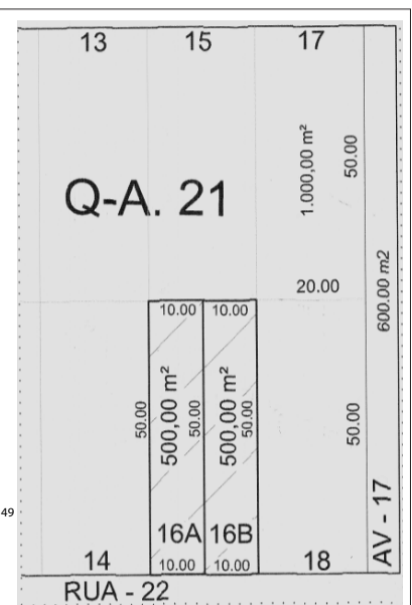 13 15 17
1.000,00 m²
50.00
Q-A. 21
20.00
600.00 m2
10.00 10.00
50.00
500,00 m²
50.00
500,00 m²
50.00
50.00
49
16A 16B
AV - 17
14 10.00 10.00 18
RUA - 22